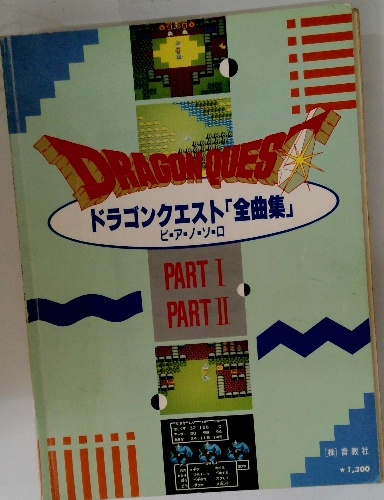 DRAGON QUEST
ドラゴンクエスト「全曲集」
ピ・ア・ノ・ソ・ロ
PART I
PART II
(株)音教社
★1,200